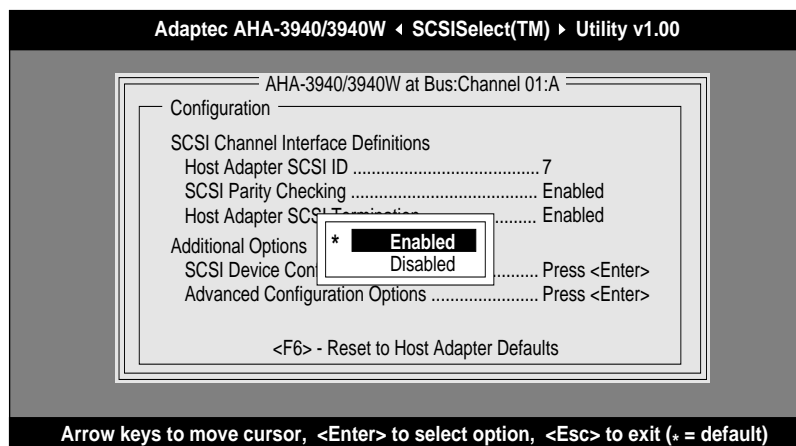 Adaptec AHA-3940/3940W ◂ SCSISelect(TM) ▸ Utility v1.00
AHA-3940/3940W at Bus:Channel 01:A
Configuration
SCSI Channel Interface Definitions
Host Adapter SCSI ID ....................................... 7
SCSI Parity Checking ...................................... Enabled
Host Adapter SCSI Termination ......... Enabled
* Enabled
Disabled
Additional Options
SCSI Device Conf .......... Press <Enter>
Advanced Configuration Options ...................... Press <Enter>
<F6> - Reset to Host Adapter Defaults
Arrow keys to move cursor, <Enter> to select option, <Esc> to exit (* = default)